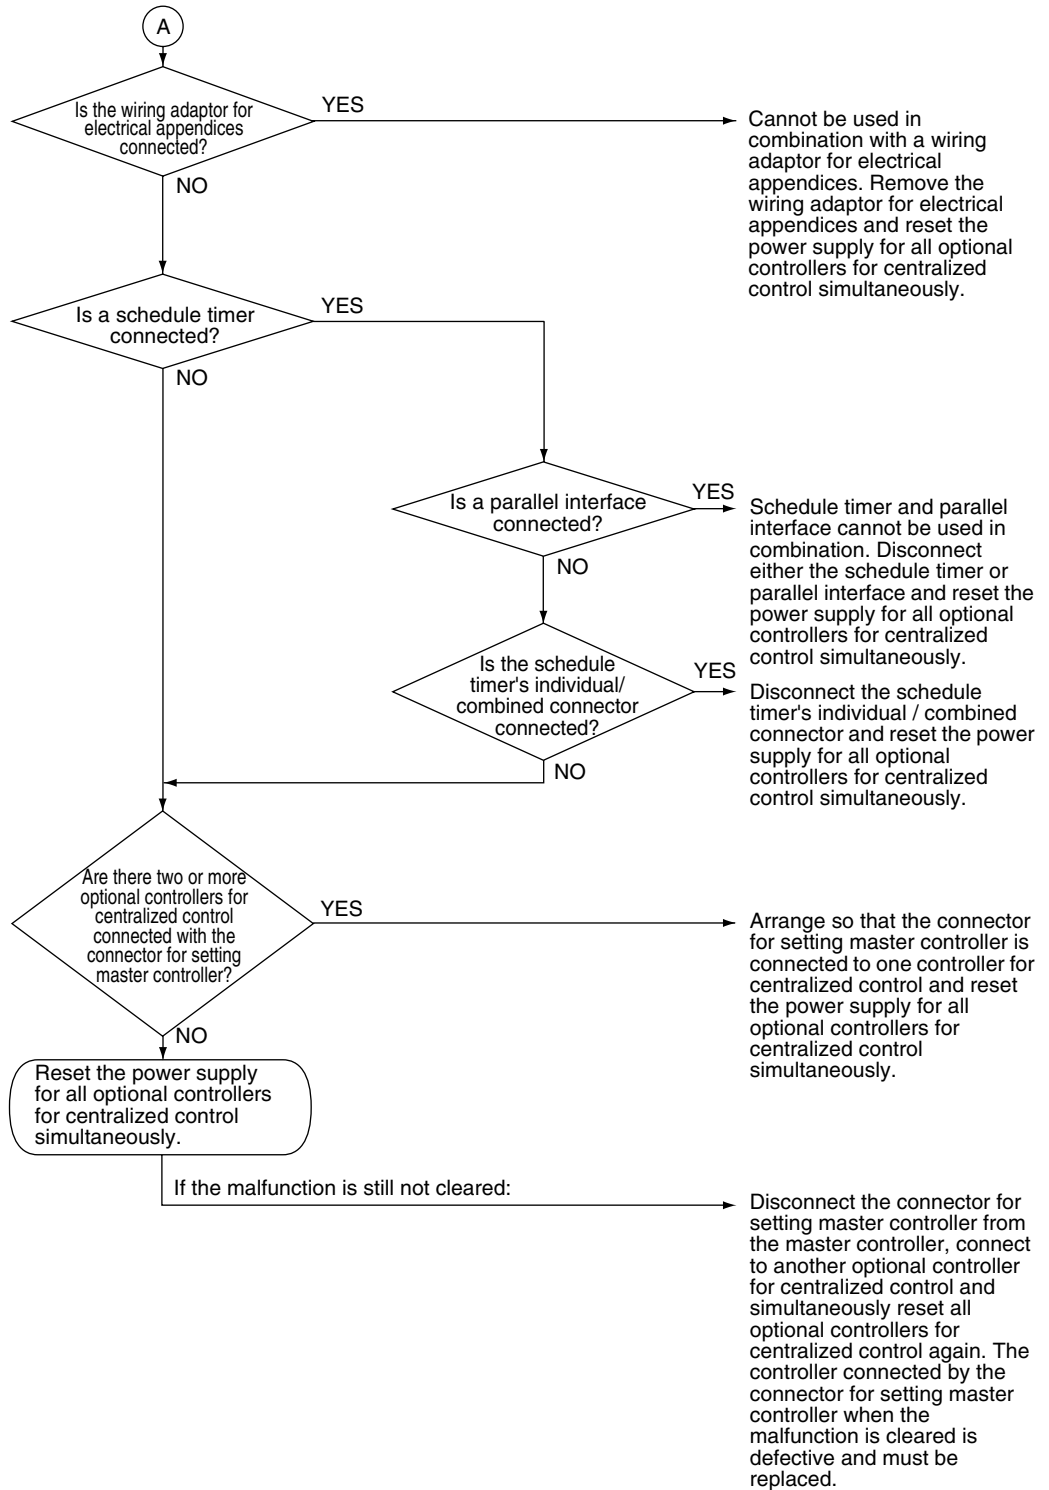 A
Is the wiring adaptor for
electrical appendices
connected?
YES
NO
Cannot be used in
combination with a wiring
adaptor for electrical
appendices. Remove the
wiring adaptor for electrical
appendices and reset the
power supply for all optional
controllers for centralized
control simultaneously.
Is a schedule timer
connected?
YES
NO
Is a parallel interface
connected?
YES
NO
Schedule timer and parallel
interface cannot be used in
combination. Disconnect
either the schedule timer or
parallel interface and reset the
power supply for all optional
controllers for centralized
control simultaneously.
Is the schedule
timer's individual/
combined connector
connected?
YES
NO
Disconnect the schedule
timer's individual / combined
connector and reset the power
supply for all optional
controllers for centralized
control simultaneously.
Are there two or more
optional controllers for
centralized control
connected with the
connector for setting
master controller?
YES
NO
Arrange so that the connector
for setting master controller is
connected to one controller for
centralized control and reset
the power supply for all
optional controllers for
centralized control
simultaneously.
Reset the power supply
for all optional controllers
for centralized control
simultaneously.
If the malfunction is still not cleared:
Disconnect the connector for
setting master controller from
the master controller, connect
to another optional controller
for centralized control and
simultaneously reset all
optional controllers for
centralized control again. The
controller connected by the
connector for setting master
controller when the
malfunction is cleared is
defective and must be
replaced.